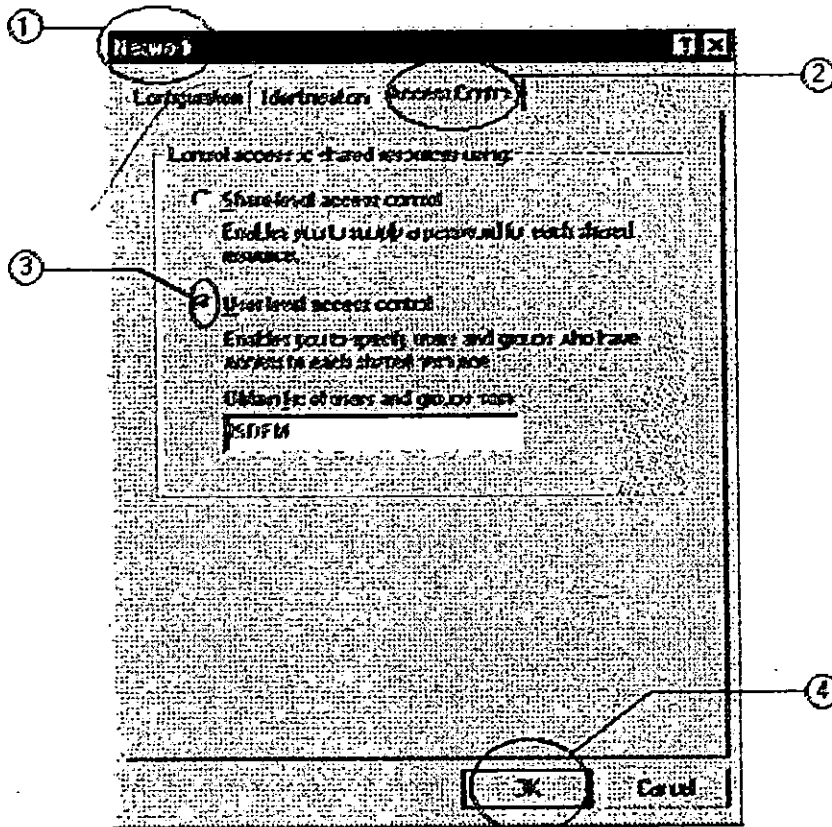 1
Network
2
Configuration Identification Access Control
Control access to shared resources using:
Share-level access control
Enables you to supply a password for each shared
resource.
3
User-level access control
Enables you to specify users and groups who have
access to each shared resource.
Obtain list of users and groups from
4
OK Cancel